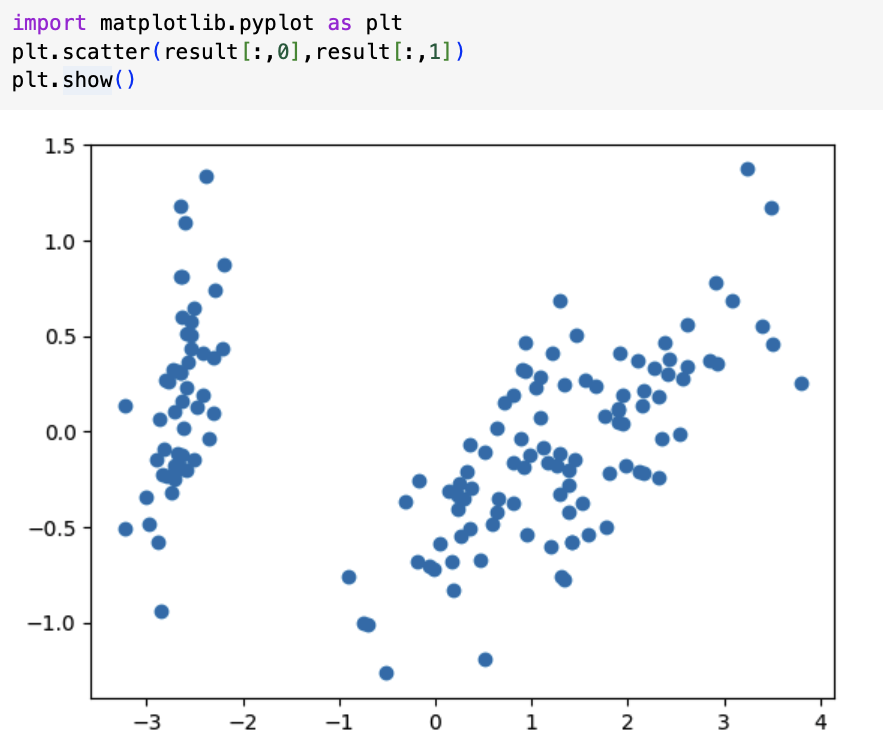 import matplotlib.pyplot as plt
plt.scatter(result[:,0],result[:,1])
plt.show()
1.5
1.0
0.5
0.0
−0.5
−1.0
−3 −2 −1 0 1 2 3 4